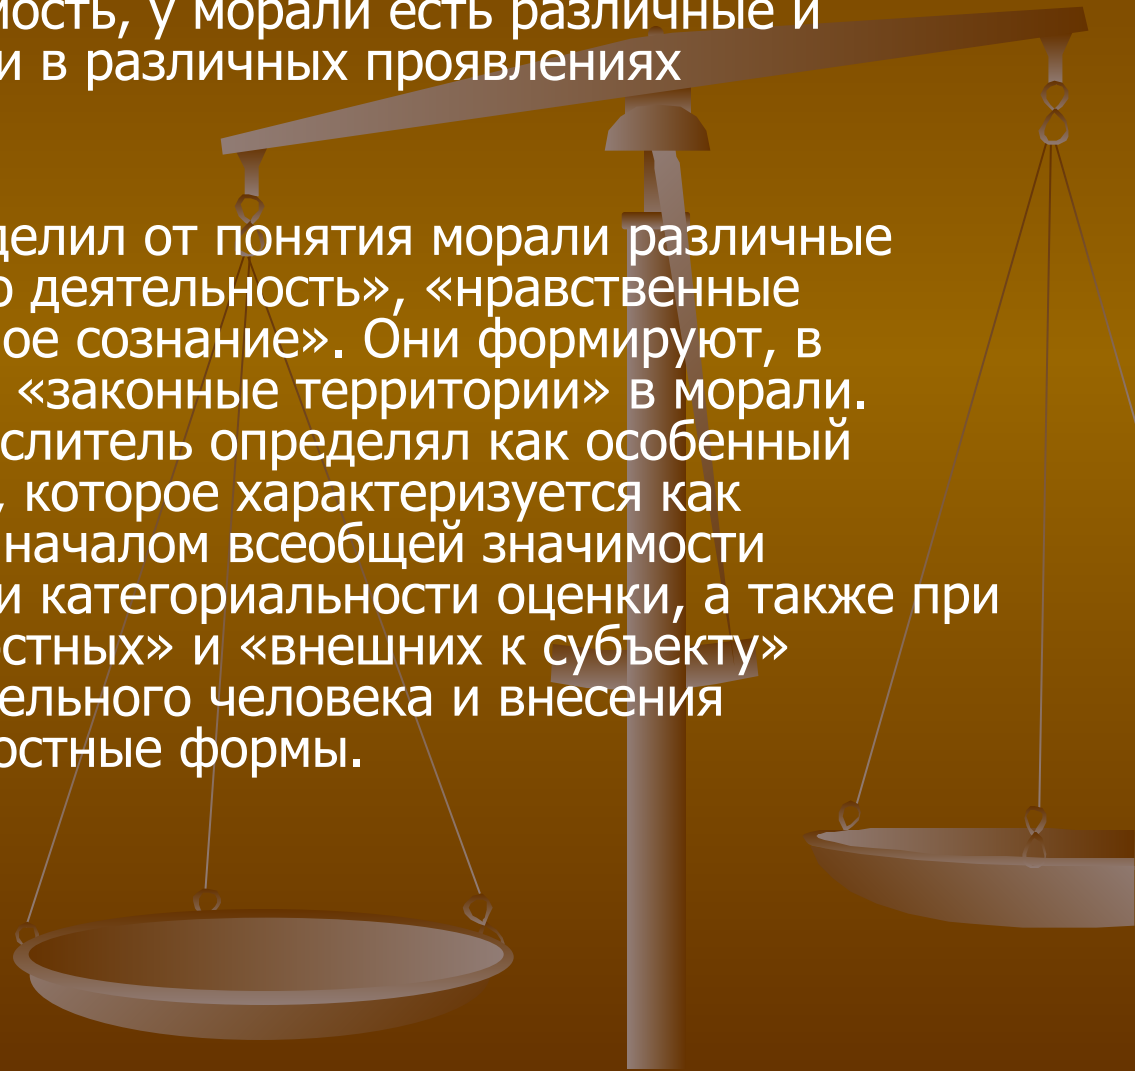 мость, у морали есть различные и
и в различных проявлениях
делил от понятия морали различные
ю деятельность», «нравственные
ое сознание». Они формируют, в
«законные территории» в морали.
слитель определял как особенный
, которое характеризуется как
началом всеобщей значимости
и категориальности оценки, а также при
стных» и «внешних к субъекту»
ельного человека и внесения
остные формы.